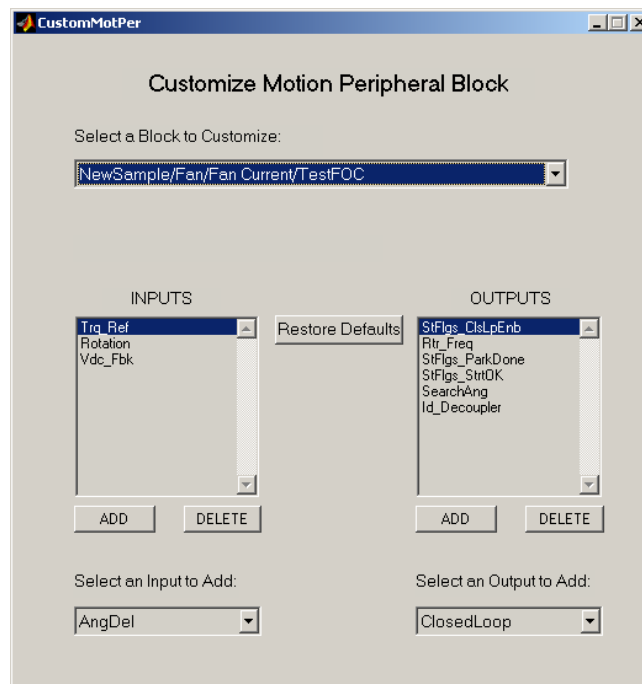 CustomMotPer
Customize Motion Peripheral Block
Select a Block to Customize:
NewSample/Fan/Fan Current/TestFOC
INPUTS
Trq_Ref
Rotation
Vdc_Fbk
ADD
DELETE
Select an Input to Add:
AngDel
Restore Defaults
OUTPUTS
StFlgs_ClsLpEnb
Rtr_Freq
StFlgs_ParkDone
StFlgs_StrtOK
SearchAng
Id_Decoupler
ADD
DELETE
Select an Output to Add:
ClosedLoop